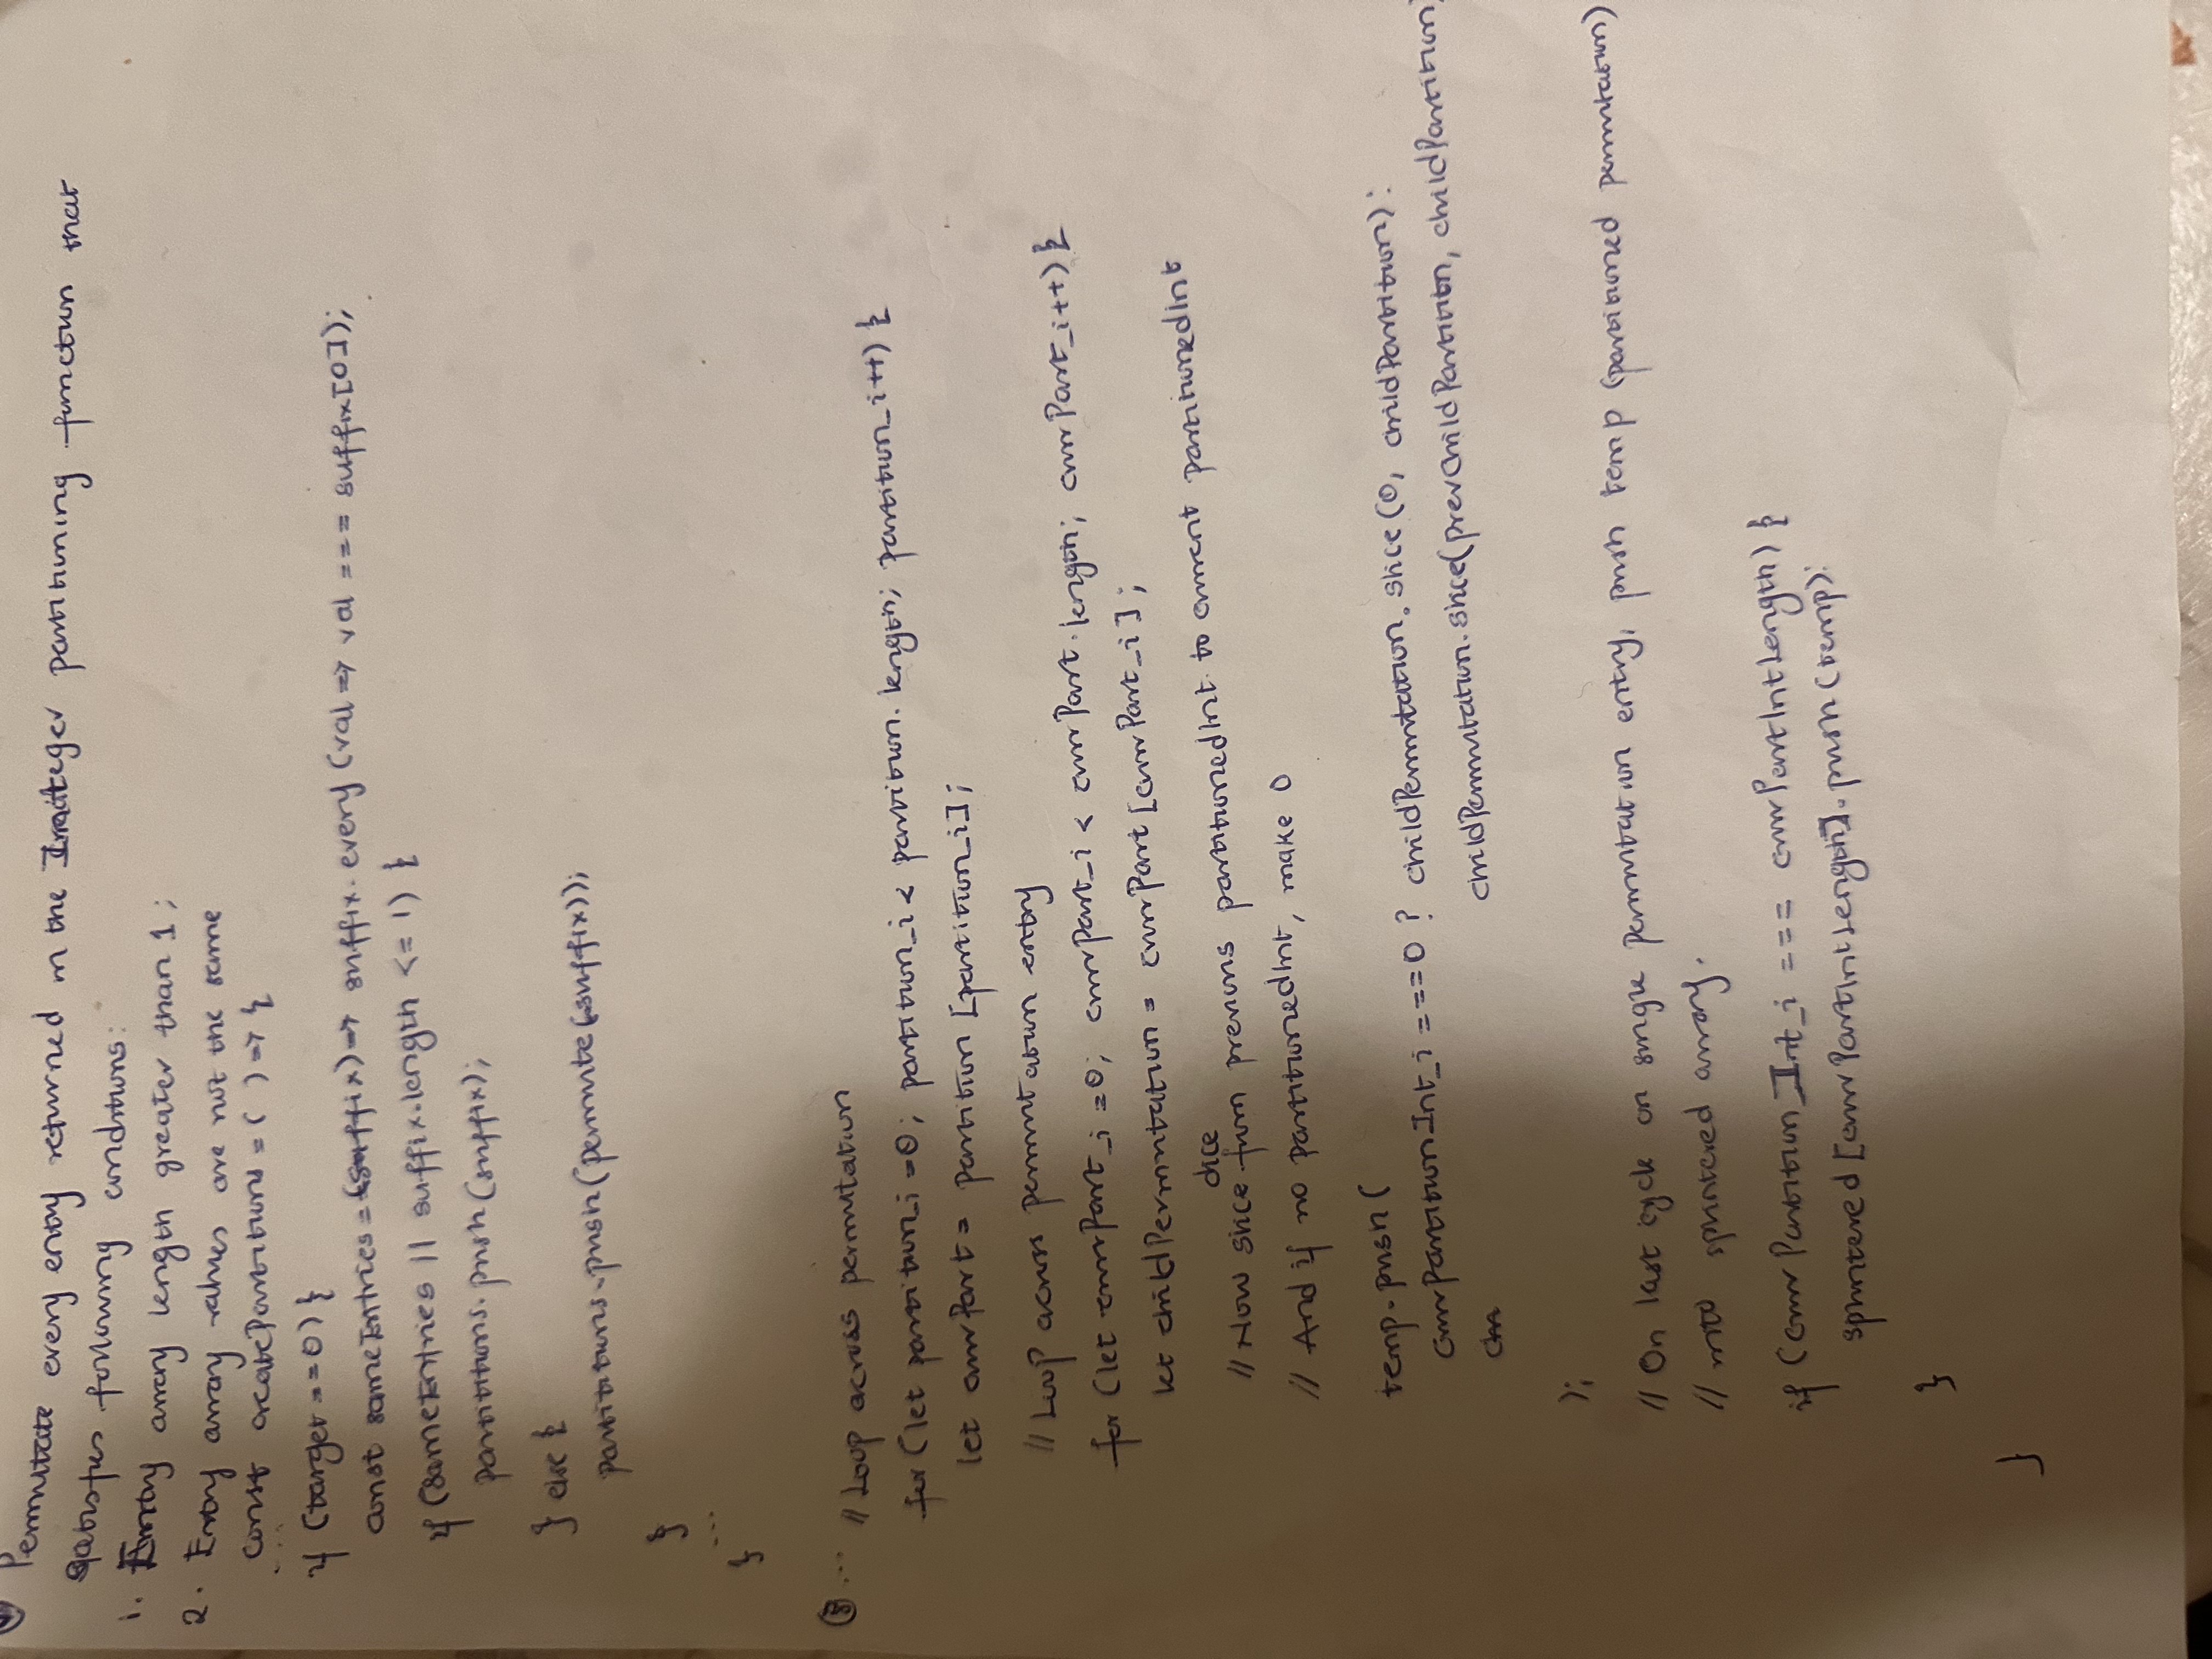 Permutate every entry returned in the Integer partitioning function that
satisfies following conditions:
1. Entry array length greater than 1;
2. Entry array values are not the same
const createPartitions = ( ) => {
...
if (target === 0) {
const sameEntries = (suffix) => suffix.every (val => val === suffix[0]);
if (sameEntries || suffix.length <= 1) {
partititions.push (suffix);
} else {
partititions.push (permute (suffix));
}
...
}
⑧ ... // Loop across permutation
for (let partition_i = 0; partition_i < partition.length; partition_i++) {
let currPart = partition [partition_i];
// Loop across permutation entry
for (let currPart_i = 0; currPart_i < currPart.length; currPart_i++) {
let childPermutation = currPart [currPart_i];
dice
// Now slice from previous partitionedInt to current partitionedInt
// And if no partitionedInt, make 0
temp.push (
currPartitionInt_i === 0 ? childPermutation.slice (0, childPartition) :
childPermutation.slice(prevChildPartititn, childPartition)
);
// On last cycle on single permutation entry, push temp (partitioned permutation)
// into splintered array.
if (currPartitionInt_i === currPartIntLength) {
splintered [currPartIntLength].push (temp):
}
}